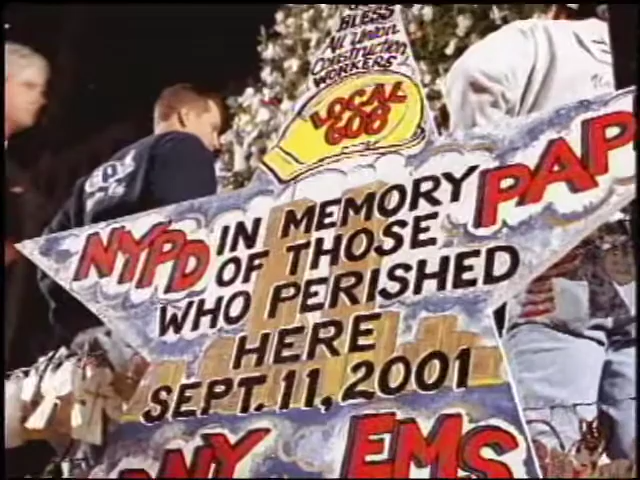 BLESS
All Union
Construction
WORKERS!
LOCAL
608
NYPD
IN MEMORY
OF THOSE
WHO PERISHED
HERE
SEPT. 11, 2001
PAP
NY
EMS